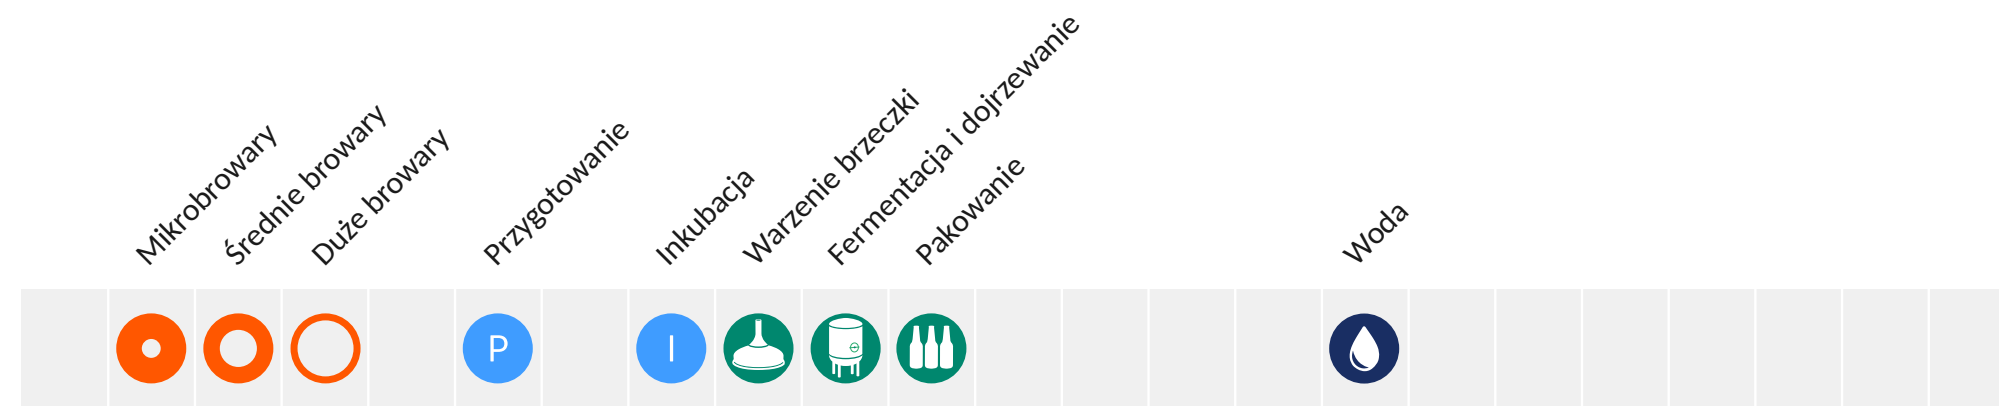 Mikrobrowary
Średnie browary
Duże browary
Przygotowanie
Inkubacja
Warzenie brzeczki
Fermentacja i dojrzewanie
Pakowanie
Woda
P
I